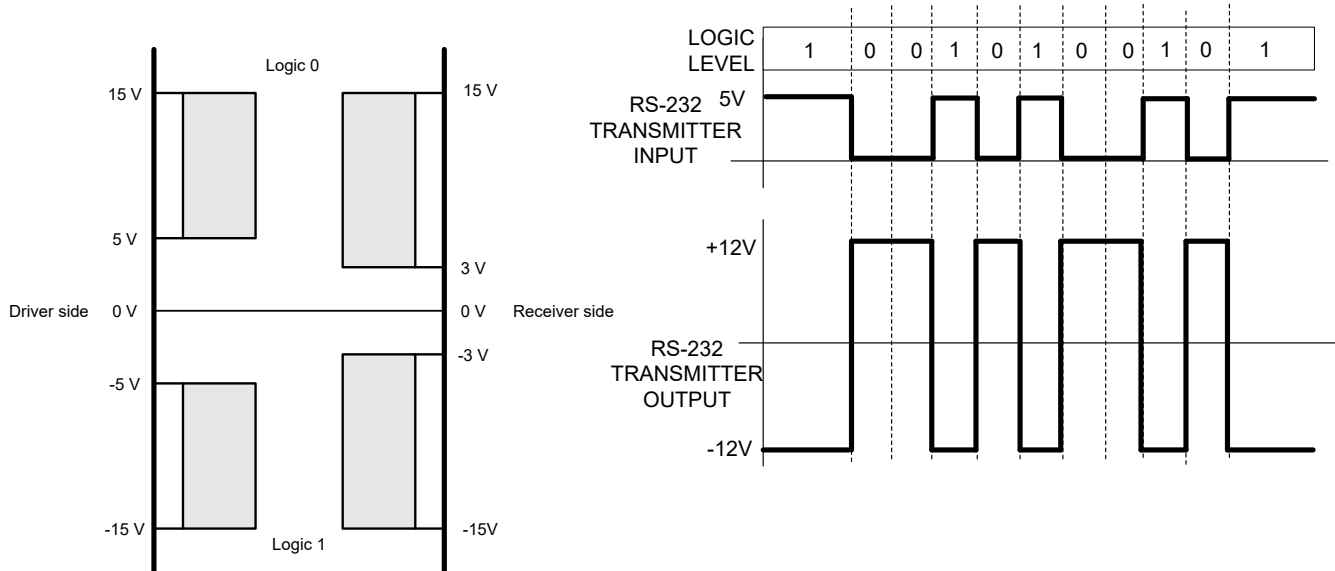 Logic 0
15 V
15 V
5 V
3 V
Driver side
0 V
0 V
Receiver side
-3 V
-5 V
-15 V
-15V
Logic 1
LOGIC
LEVEL
1 0 0 1 0 1 0 0 1 0 1
5V
RS-232
TRANSMITTER
INPUT
+12V
RS-232
TRANSMITTER
OUTPUT
-12V